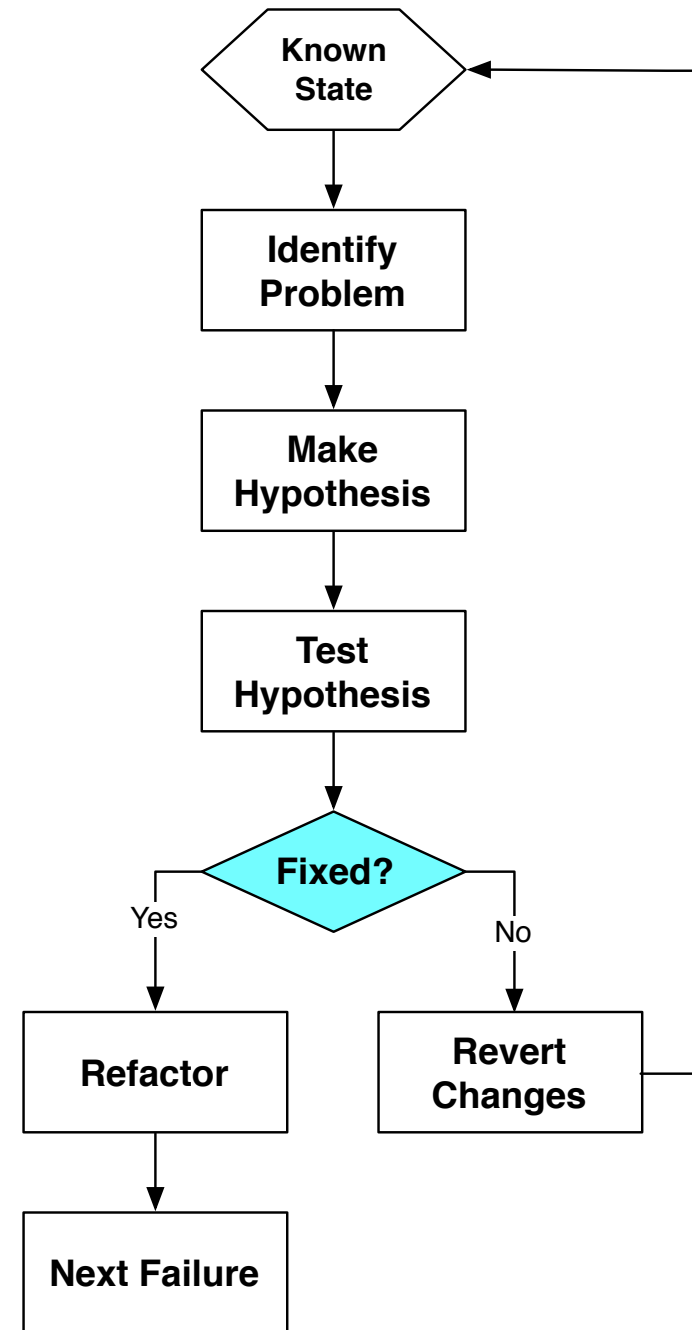 Known
State
Identify
Problem
Make
Hypothesis
Test
Hypothesis
Fixed?
Yes
No
Refactor
Revert
Changes
Next Failure